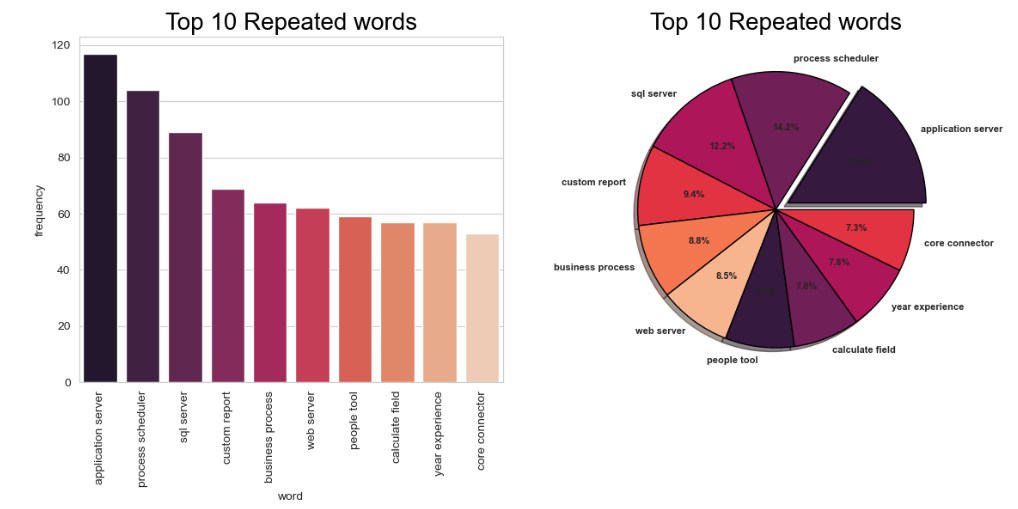 Top 10 Repeated words
120
100
80
60
40
20
0
frequency
application server
process scheduler
sql server
custom report
business process
web server
people tool
calculate field
year experience
core connector
word
Top 10 Repeated words
process scheduler
sql server
application server
14.2%
12.2%
custom report
9.4%
7.3%
8.8%
core connector
7.8%
business process
8.5%
7.8%
year experience
web server
calculate field
people tool